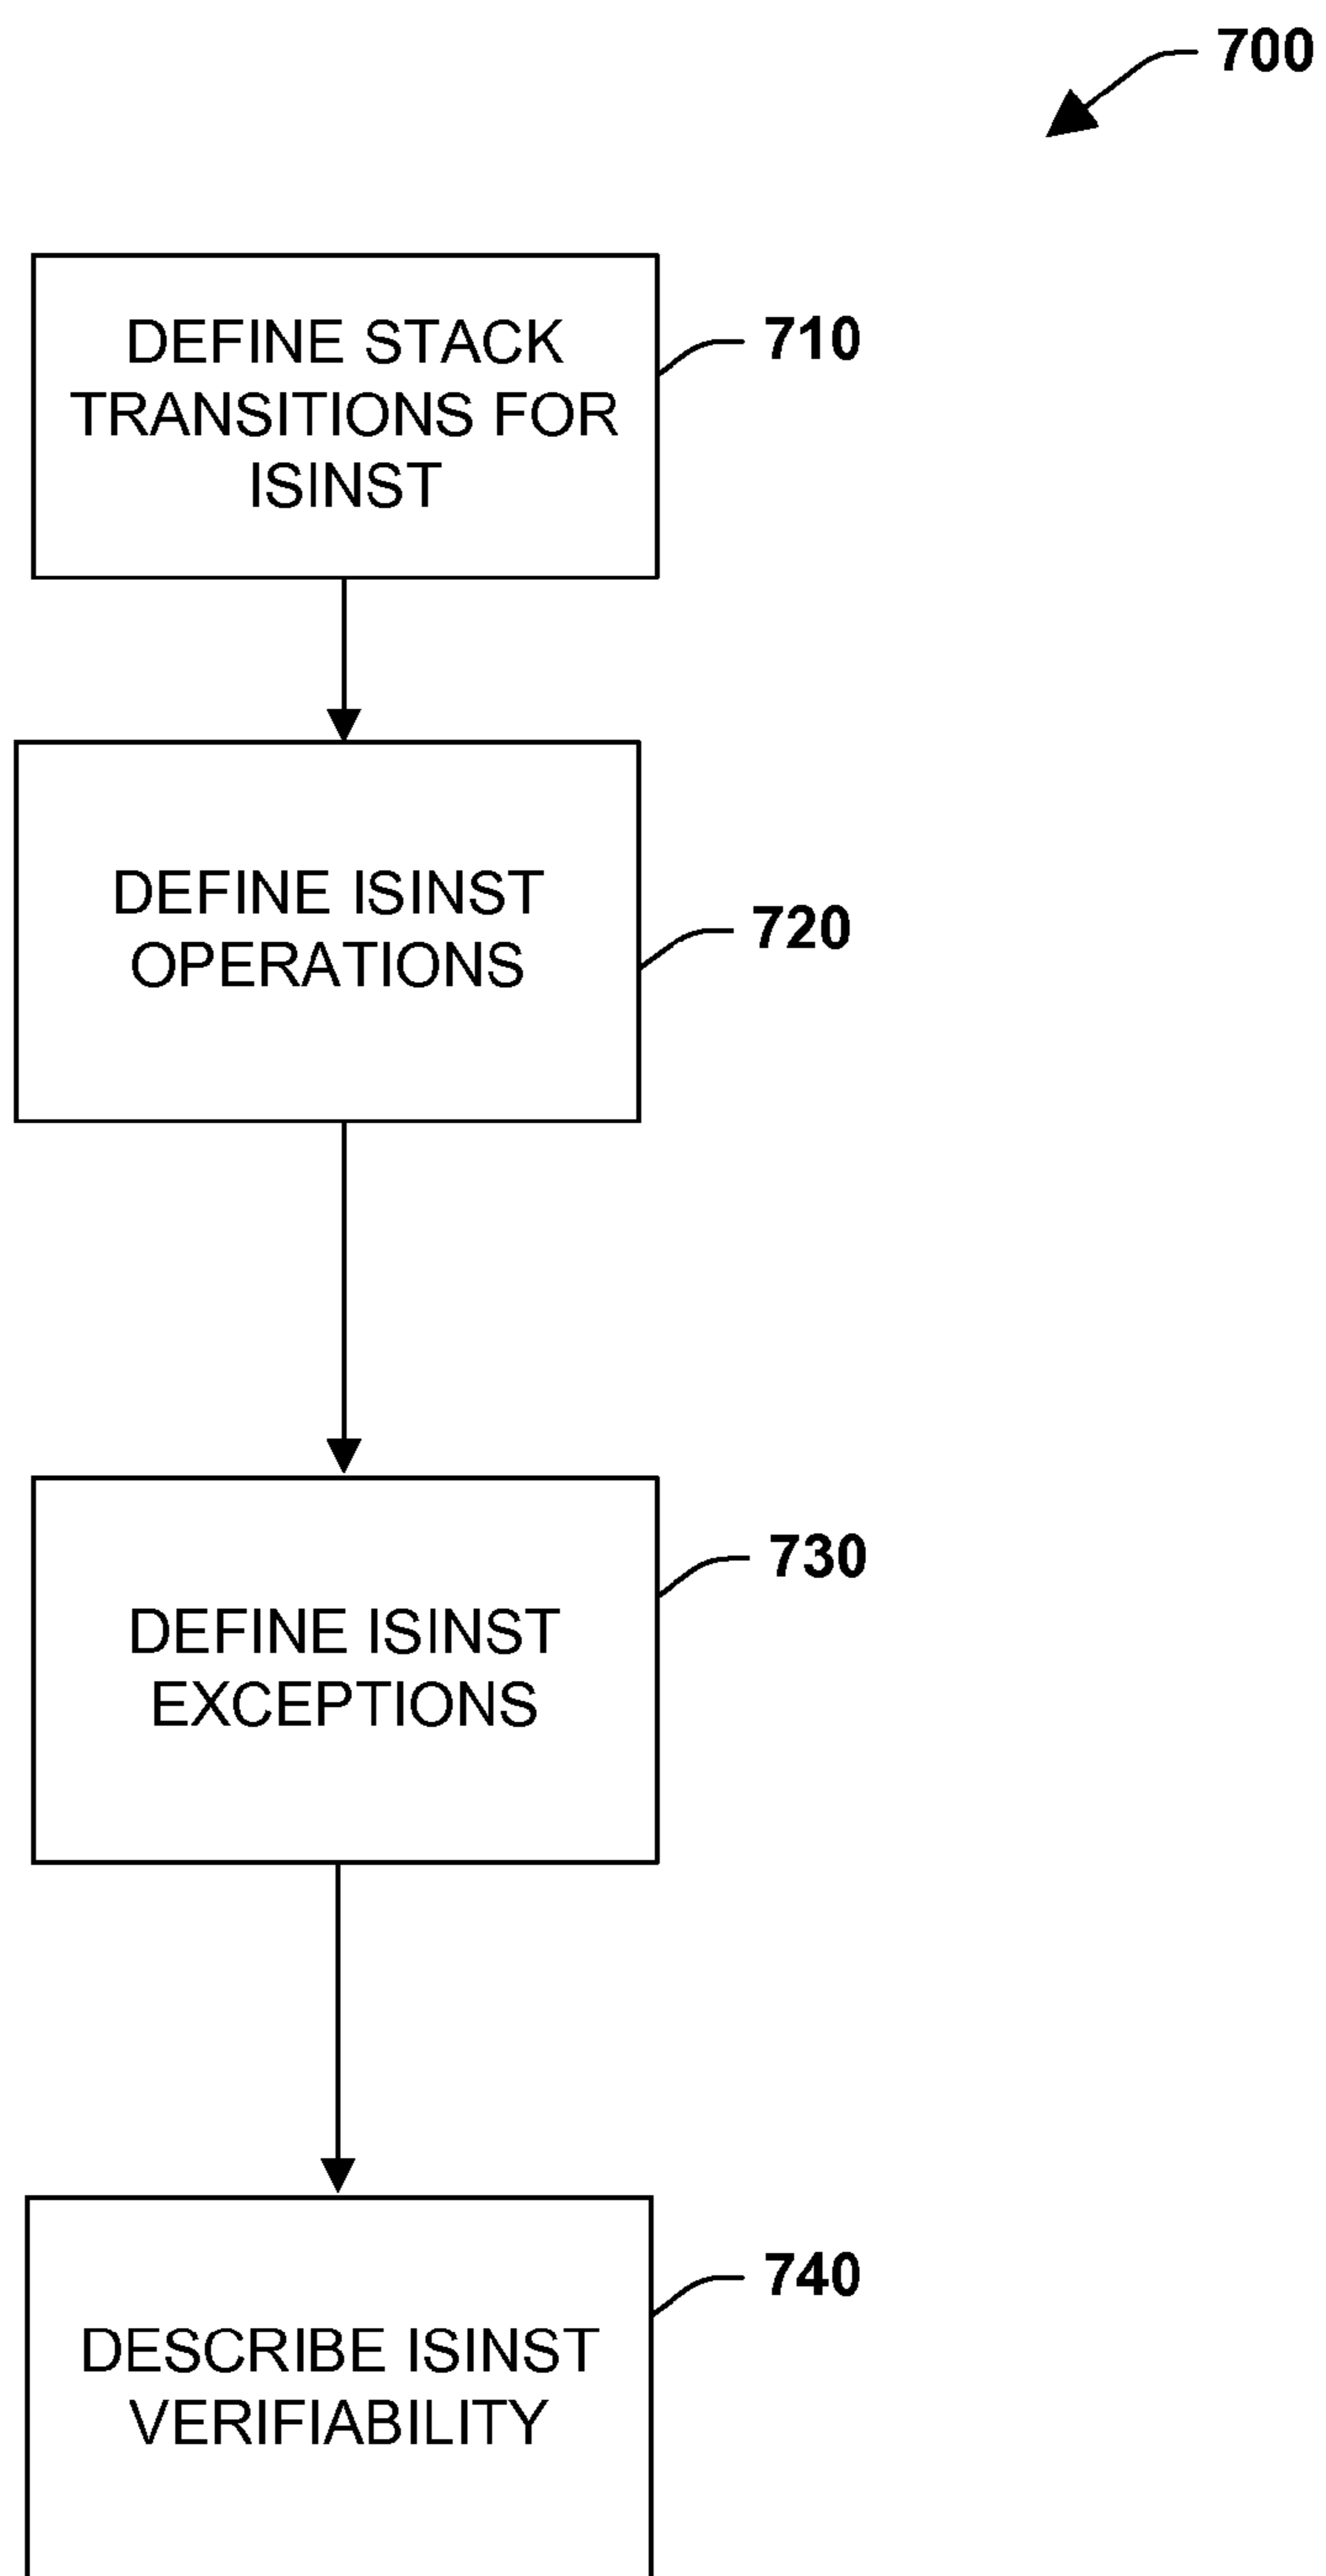 700
DEFINE STACK
TRANSITIONS FOR
ISINST
710
DEFINE ISINST
OPERATIONS
720
DEFINE ISINST
EXCEPTIONS
730
DESCRIBE ISINST
VERIFIABILITY
740